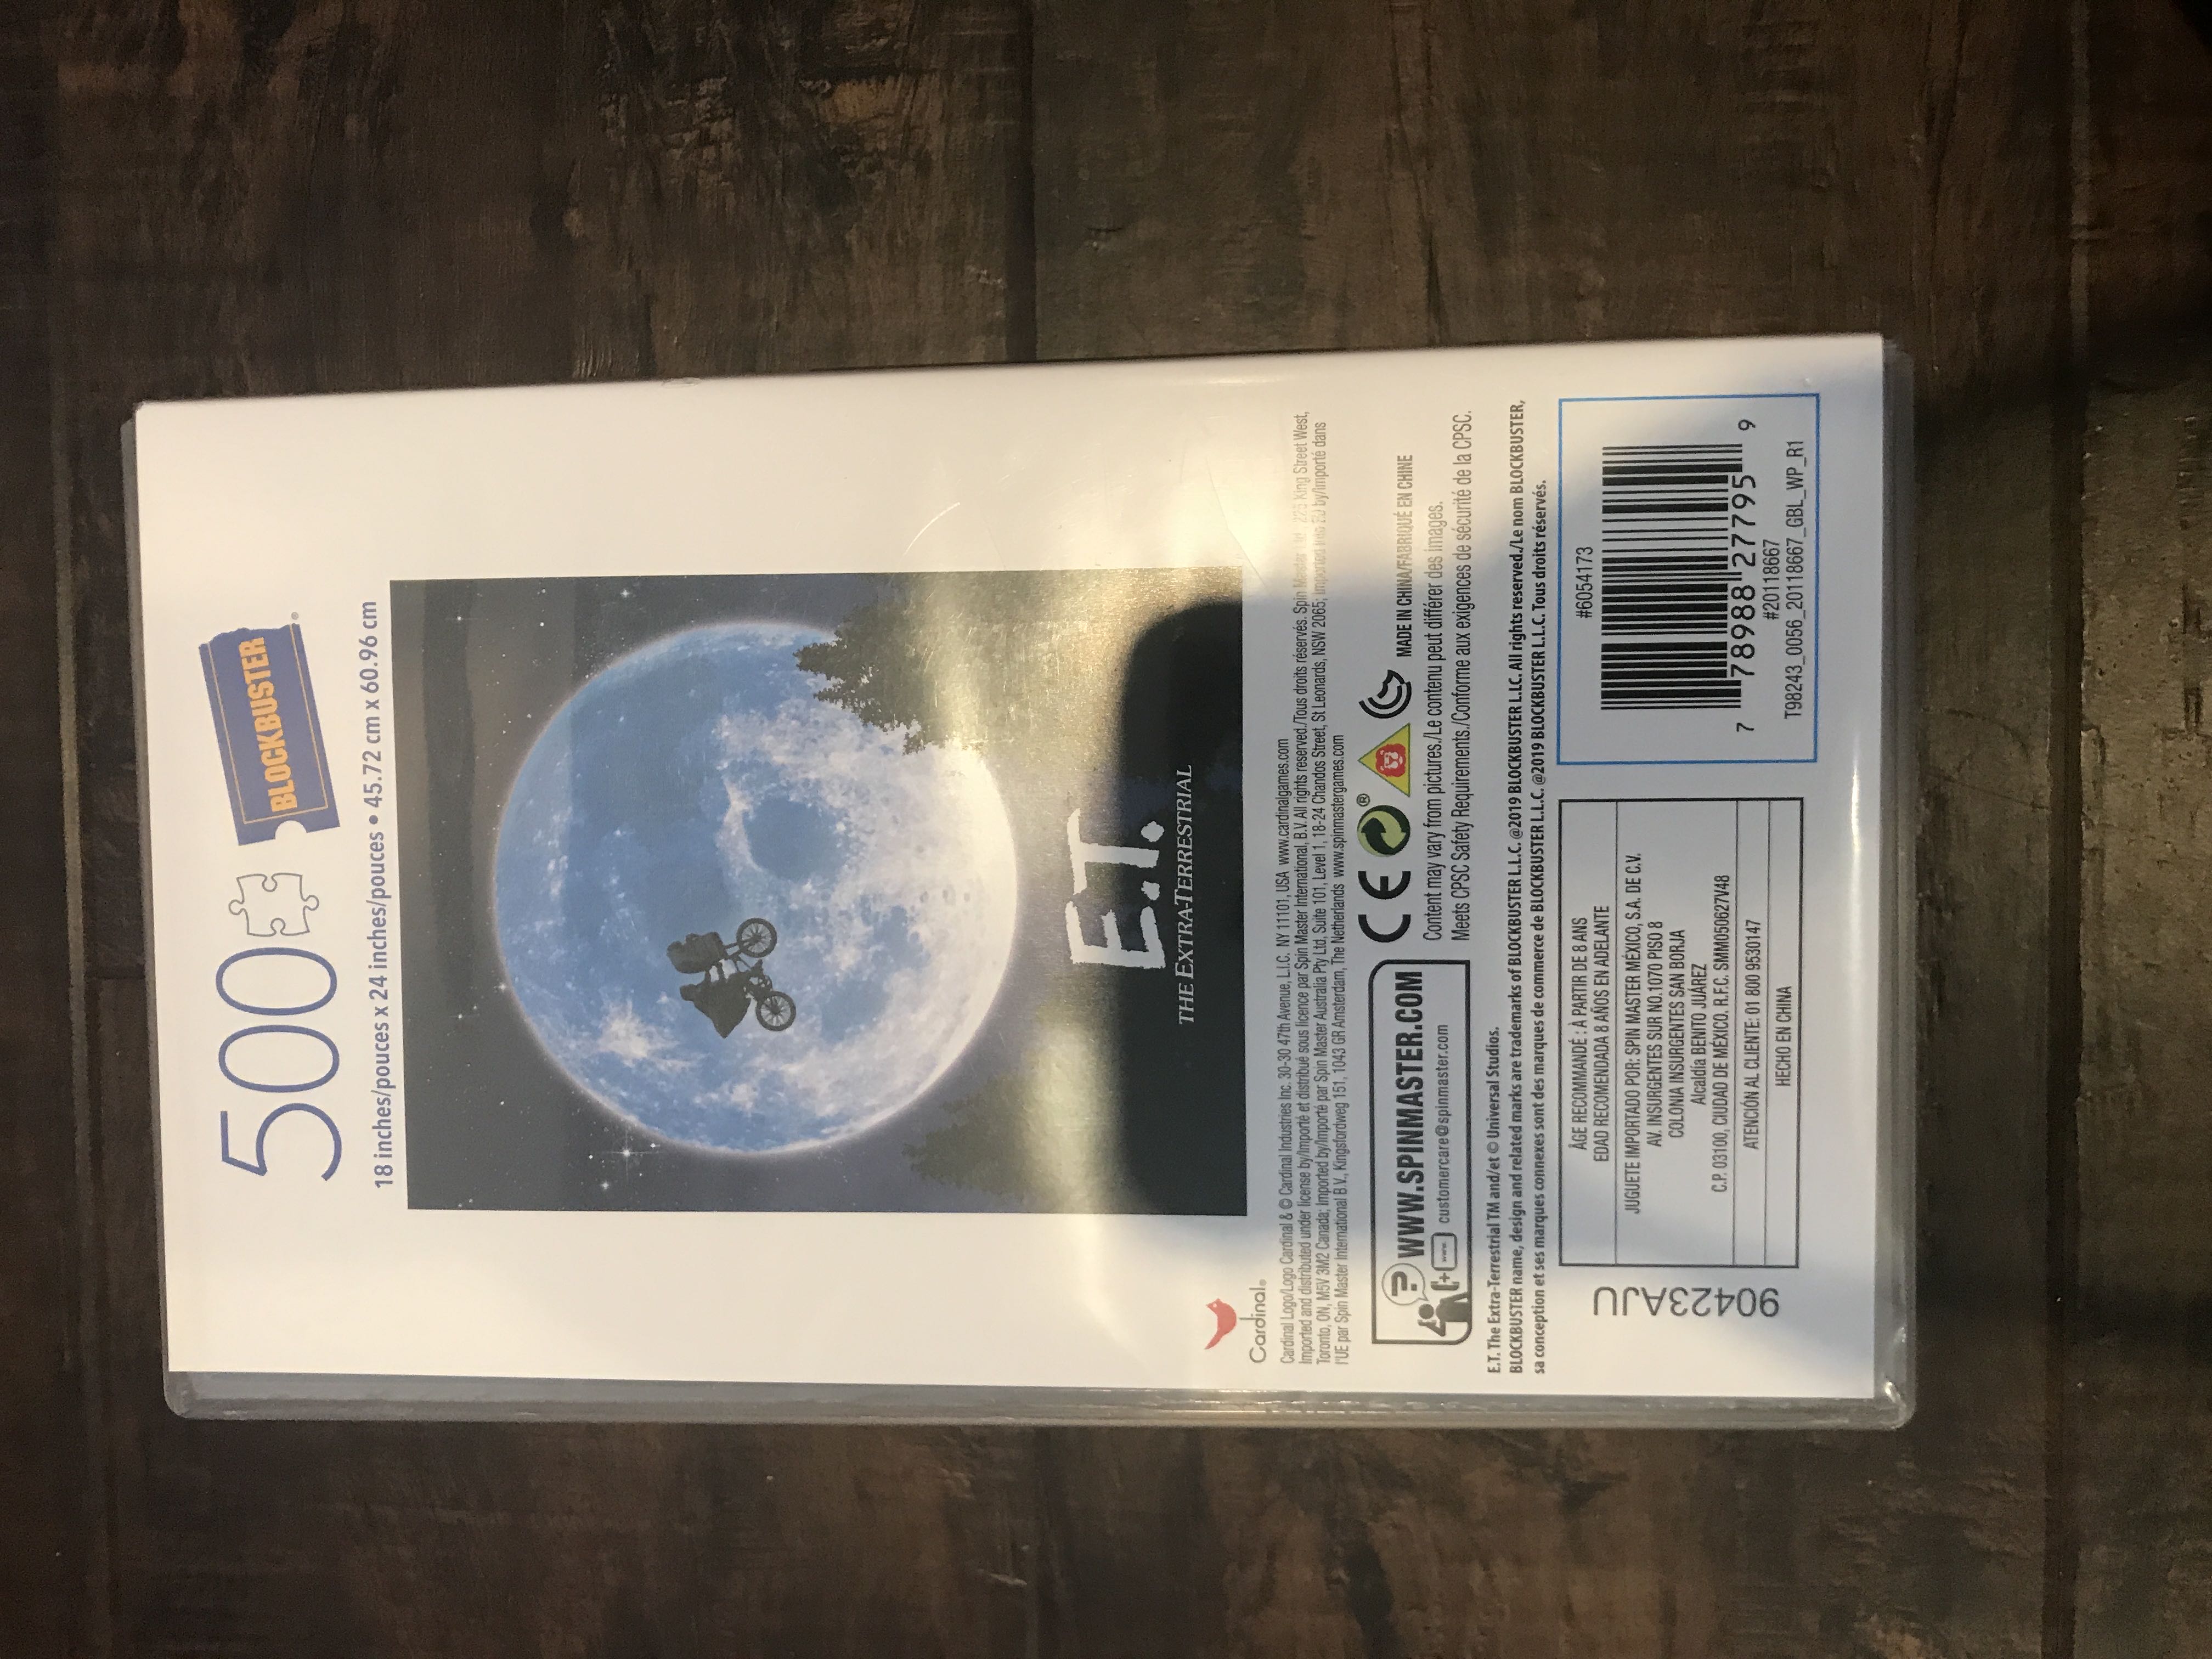 500
BLOCKBUSTER®
18 inches/pouces x 24 inches/pouces • 45.72 cm x 60.96 cm
E.T.
THE EXTRA-TERRESTRIAL
Cardinal®
Cardinal Logo/Logo Cardinal & © Cardinal Industries Inc. 30-30 47th Avenue, L.I.C. NY 11101, USA www.cardinalgames.com
Imported and distributed under license by/Importé et distribué sous licence par Spin Master International, B.V. All rights reserved./Tous droits réservés. Spin Master Ltd., 225 King Street West,
Toronto, ON, M5V 3M2 Canada; Imported by/Importé par Spin Master Australia Pty Ltd, Suite 101, Level 1, 18-24 Chandos Street, St Leonards, NSW 2065; Imported into EU by/Importé dans
l'UE par Spin Master International B.V., Kingsfordweg 151, 1043 GR Amsterdam, The Netherlands www.spinmastergames.com
? WWW.SPINMASTER.COM
www. customercare@spinmaster.com
CE ® MADE IN CHINA/FABRIQUÉ EN CHINE
Content may vary from pictures./Le contenu peut différer des images.
Meets CPSC Safety Requirements./Conforme aux exigences de sécurité de la CPSC.
E.T. The Extra-Terrestrial TM and/et © Universal Studios.
BLOCKBUSTER name, design and related marks are trademarks of BLOCKBUSTER L.L.C. @2019 BLOCKBUSTER L.L.C. All rights reserved./Le nom BLOCKBUSTER,
sa conception et ses marques connexes sont des marques de commerce de BLOCKBUSTER L.L.C. @2019 BLOCKBUSTER L.L.C. Tous droits réservés.
90423AJU
ÂGE RECOMMANDÉ : À PARTIR DE 8 ANS
EDAD RECOMENDADA 8 AÑOS EN ADELANTE
JUGUETE IMPORTADO POR: SPIN MASTER MÉXICO, S.A. DE C.V.
AV. INSURGENTES SUR NO.1070 PISO 8
COLONIA INSURGENTES SAN BORJA
Alcaldía BENITO JUÁREZ
C.P. 03100, CIUDAD DE MÉXICO. R.F.C. SMM050627V48
ATENCIÓN AL CLIENTE: 01 800 9530147
HECHO EN CHINA
#6054173
7 78988 27795 9
#20118667
T98243_0056_20118667_GBL_WP_R1